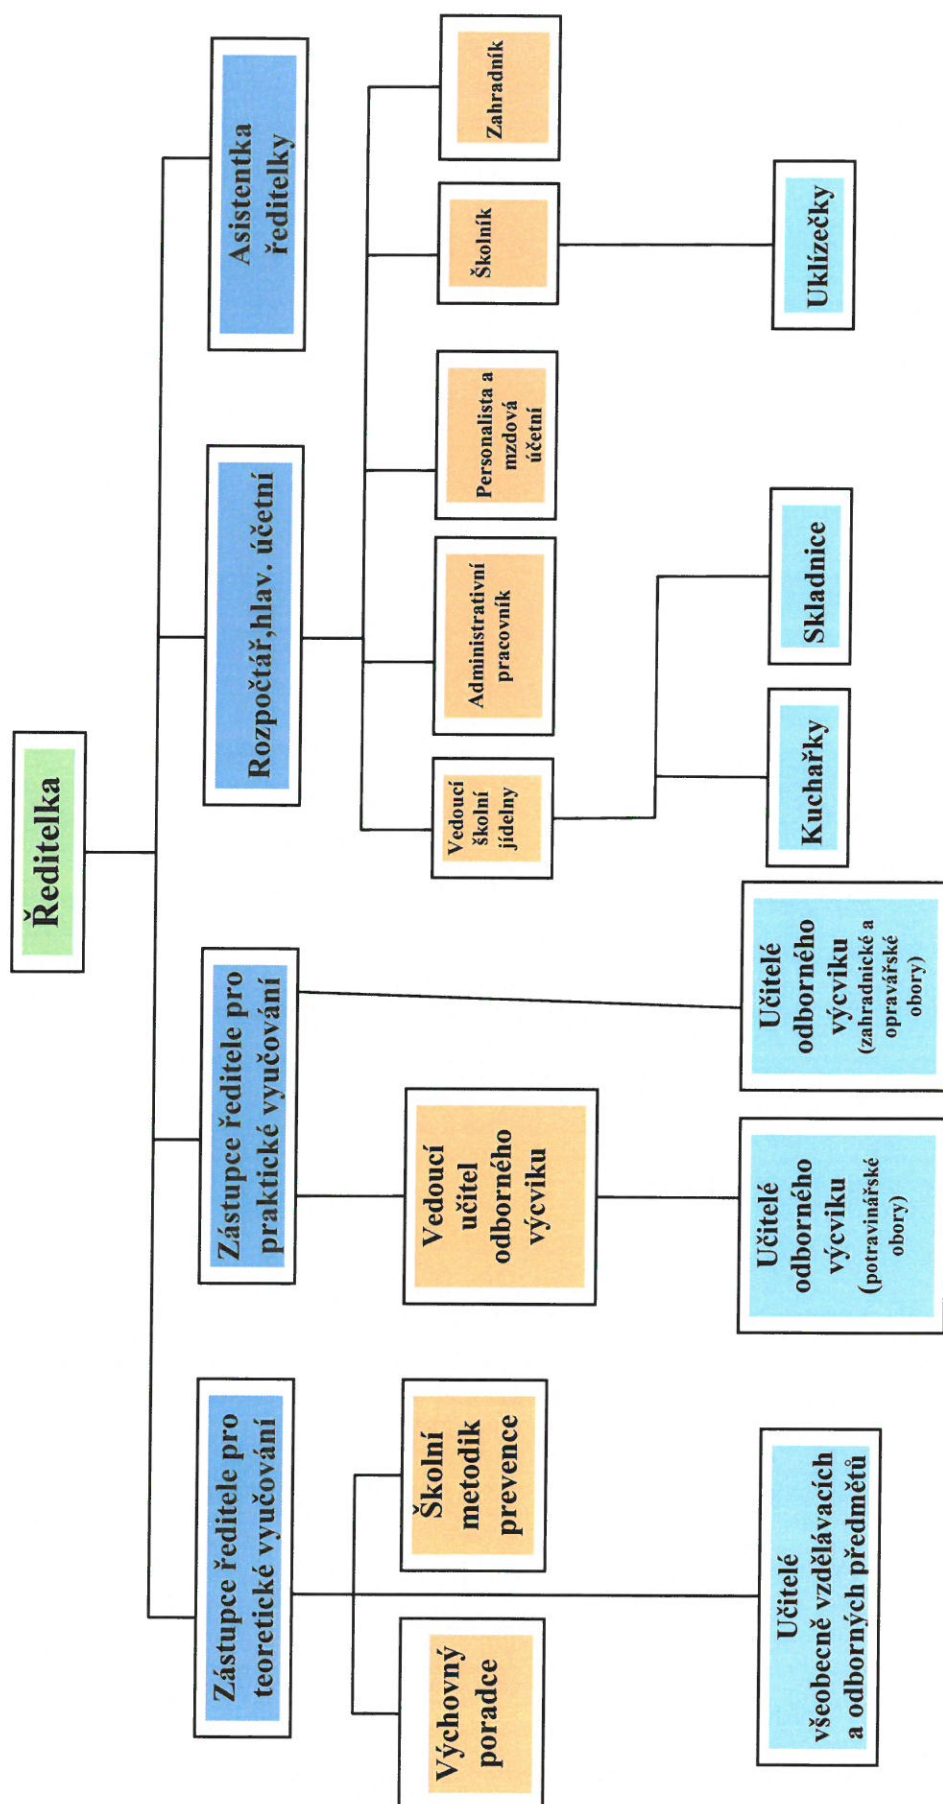 Ředitelka
Zástupce ředitele pro
teoretické vyučování
Zástupce ředitele pro
praktické vyučování
Rozpočtář,hlav. účetní
Asistentka
ředitelky
Výchovný
poradce
Školní
metodik
prevence
Vedoucí
učitel
odborného
výcviku
Vedoucí
školní
jídelny
Administrativní
pracovník
Personalista a
mzdová
účetní
Školník
Zahradník
Učitelé
všeobecně vzdělávacích
a odborných předmětů
Učitelé
odborného
výcviku
(potravinářské
obory)
Učitelé
odborného
výcviku
(zahradnické a
opravářské
obory)
Kuchařky
Skladnice
Uklízečky